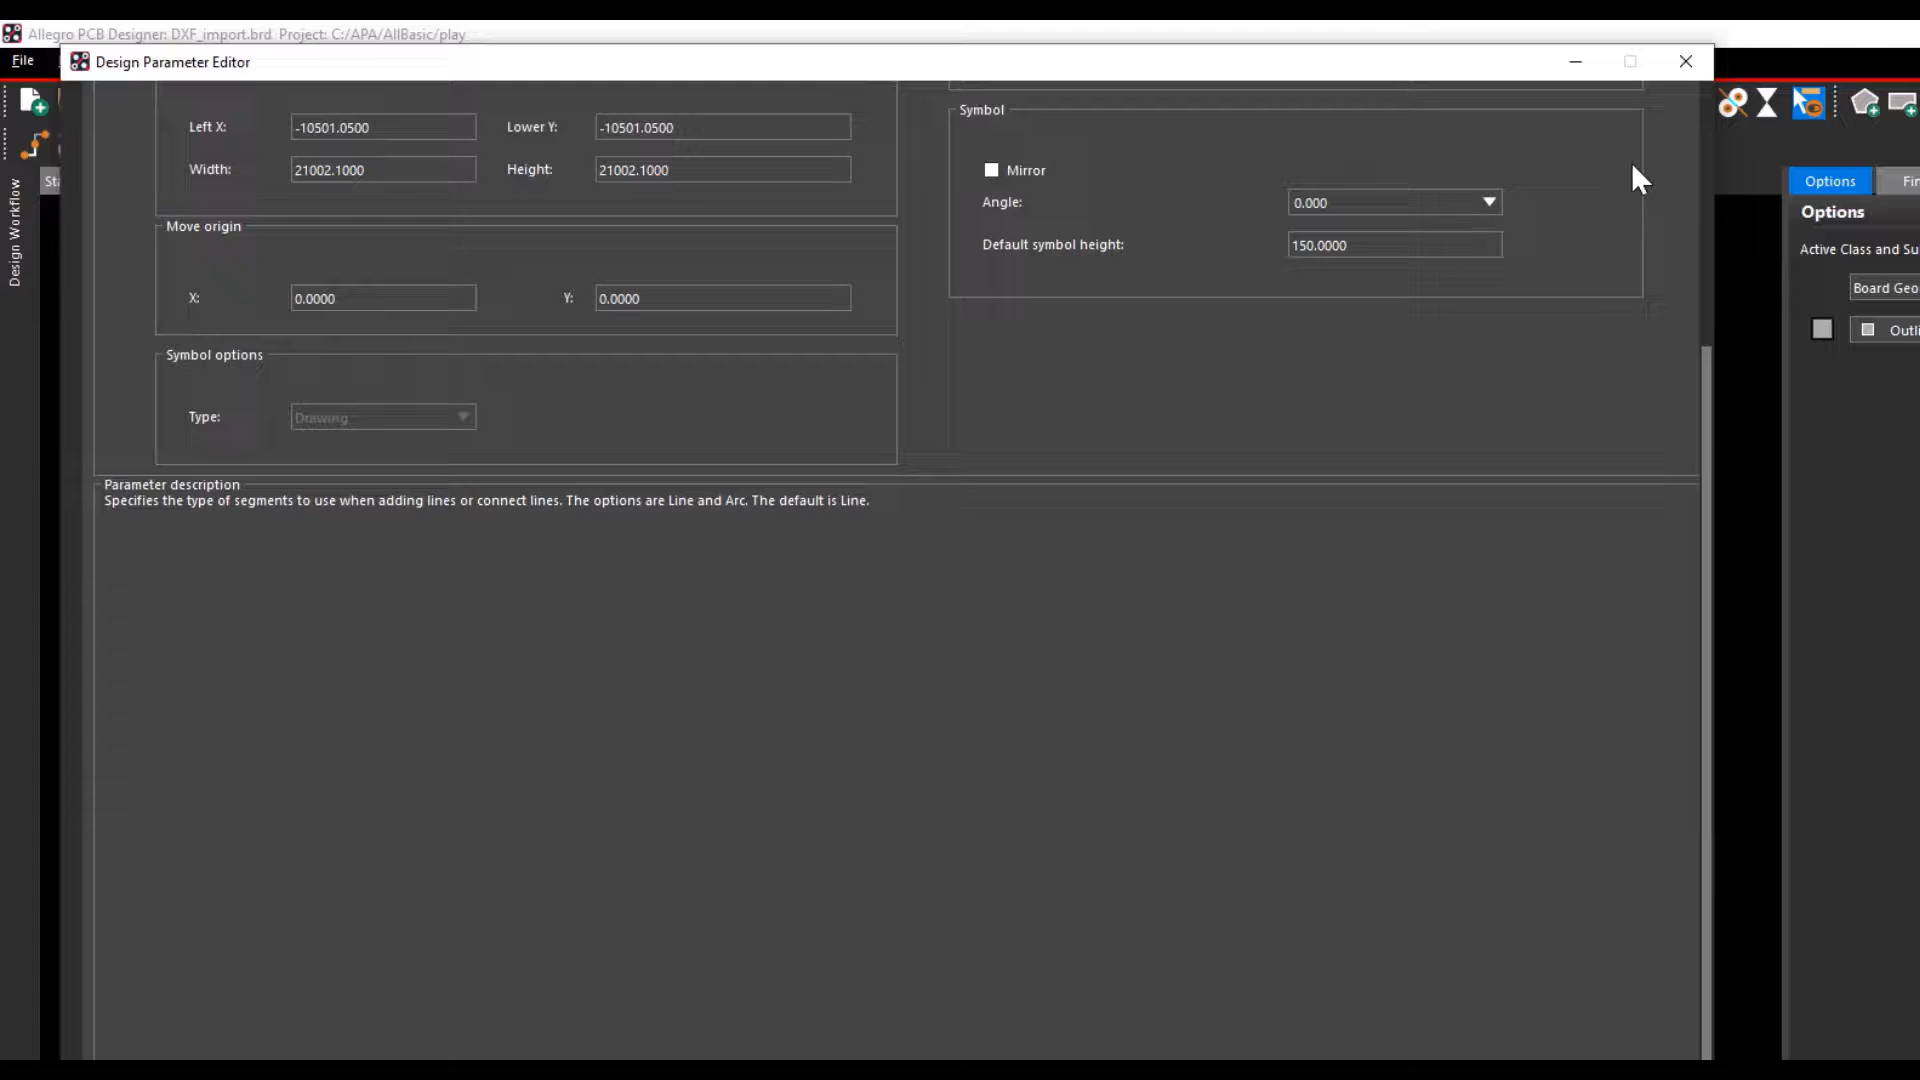 Allegro PCB Designer: DXF_import.brd Project: C:/APA/AllBasic/play
File
Design Parameter Editor
Left X: -10501.0500 Lower Y: -10501.0500
Width: 21002.1000 Height: 21002.1000
Move origin
X: 0.0000 Y: 0.0000
Symbol options
Type: Drawing
Symbol
Mirror
Angle: 0.000
Default symbol height: 150.0000
Parameter description
Specifies the type of segments to use when adding lines or connect lines. The options are Line and Arc. The default is Line.
Design Workflow
Sta
Options Fin
Options
Active Class and Su
Board Geo
Outli